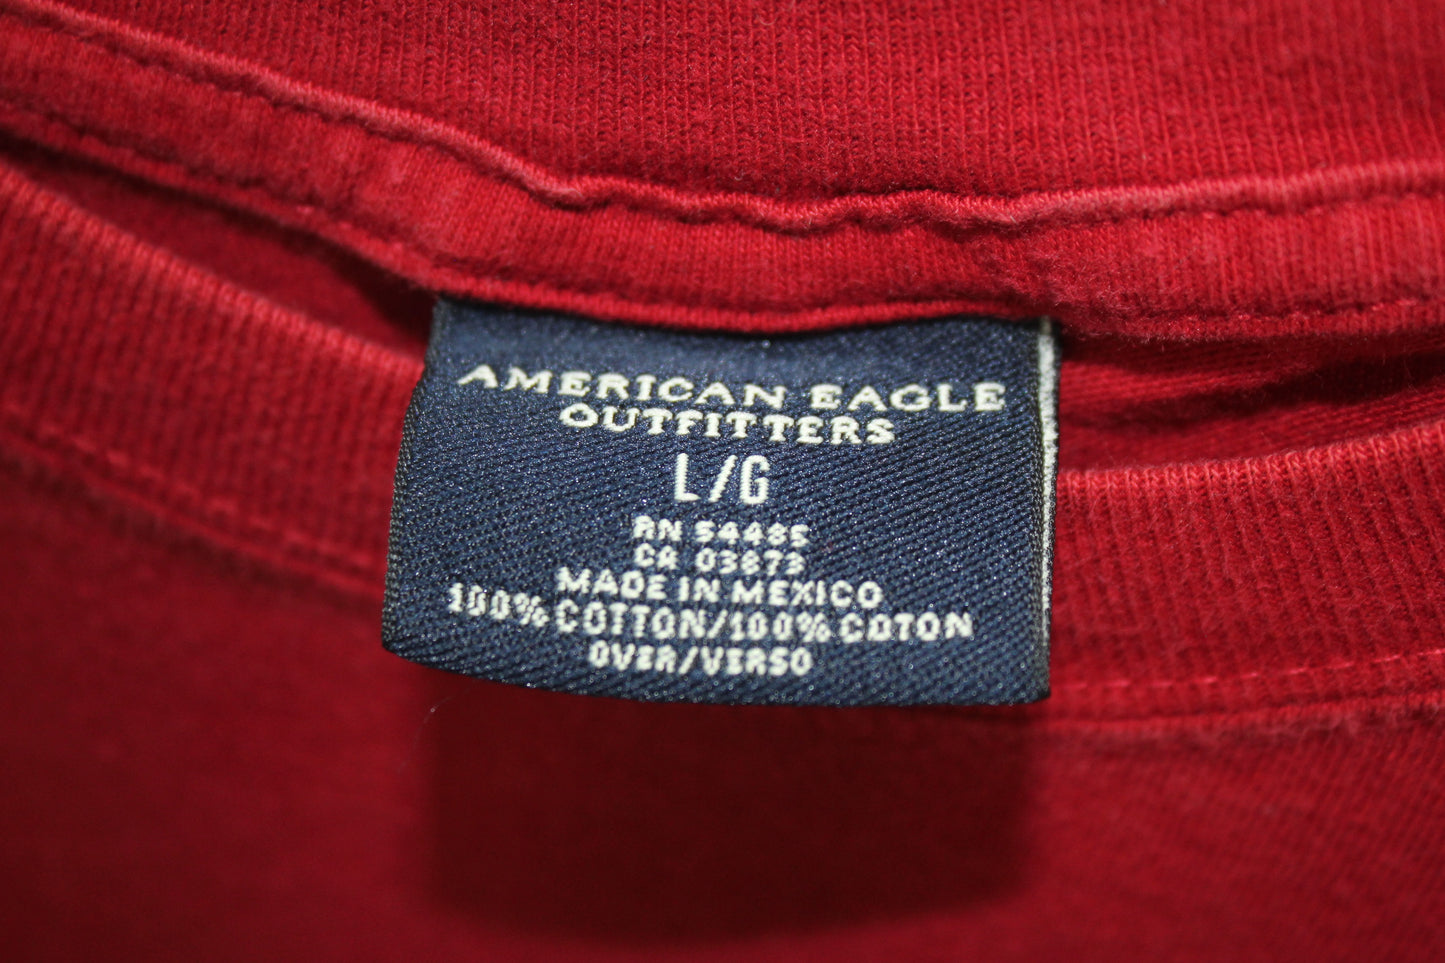 AMERICAN EAGLE
OUTFITTERS
L/G
RN 54485
CA 03873
MADE IN MEXICO
100% COTTON/100% COTON
OVER/VERSO